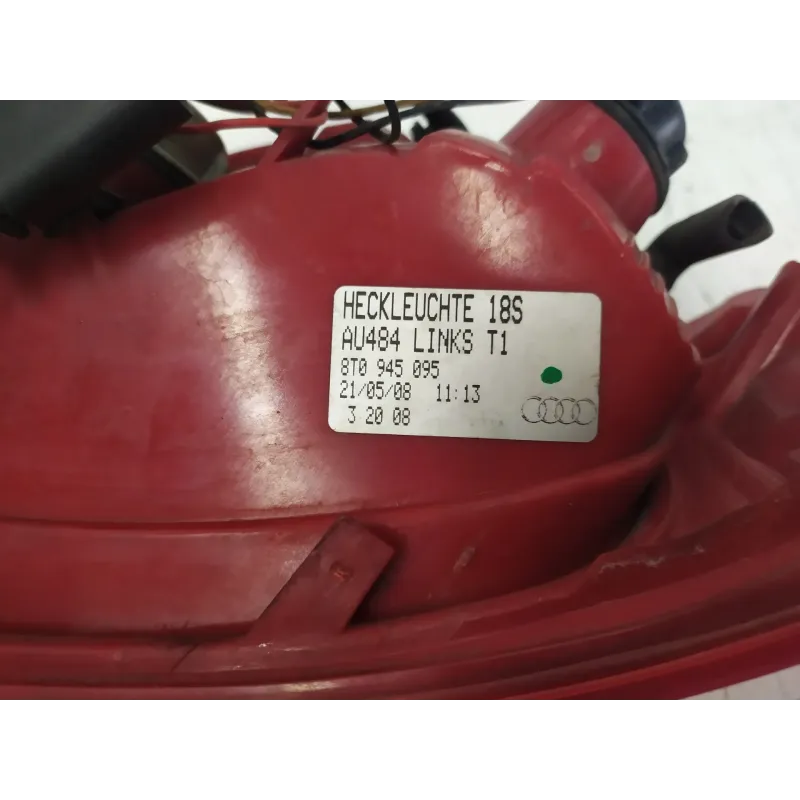 HECKLEUCHTE 18S
AU484 LINKS T1
8T0 945 095
21/05/08 11:13
3 20 08